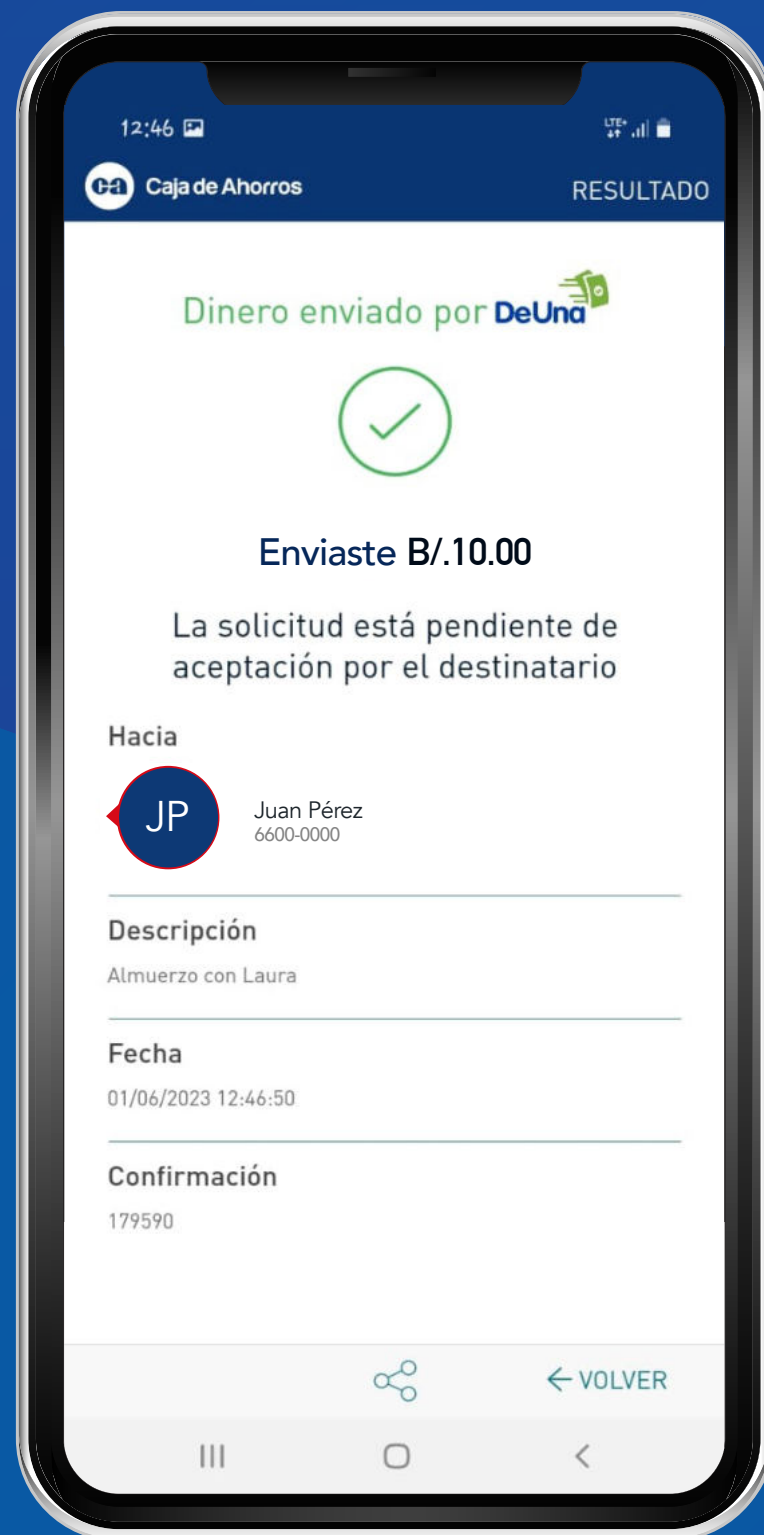 12:46
LTE+
ca Caja de Ahorros
RESULTADO
Dinero enviado por DeUna
Enviaste B/.10.00
La solicitud está pendiente de
aceptación por el destinatario
Hacia
JP
Juan Pérez
6600-0000
Descripción
Almuerzo con Laura
Fecha
01/06/2023 12:46:50
Confirmación
179590
VOLVER